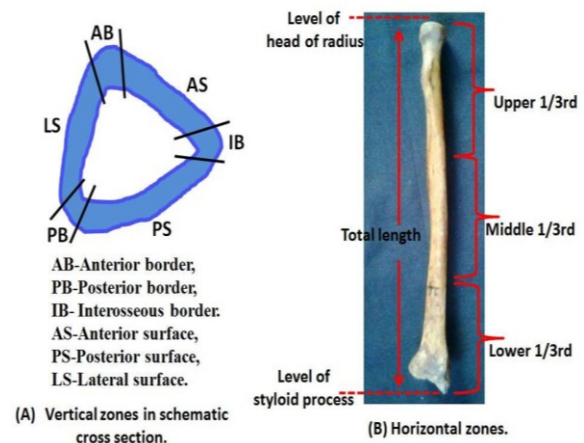 AB
AS
LS
IB
PB
PS
AB-Anterior border,
PB-Posterior border,
IB- Interosseous border.
AS-Anterior surface,
PS-Posterior surface,
LS-Lateral surface.
(A) Vertical zones in schematic
cross section.
Level of
head of radius
Upper 1/3rd
Total length
Middle 1/3rd
Lower 1/3rd
Level of
styloid process
(B) Horizontal zones.